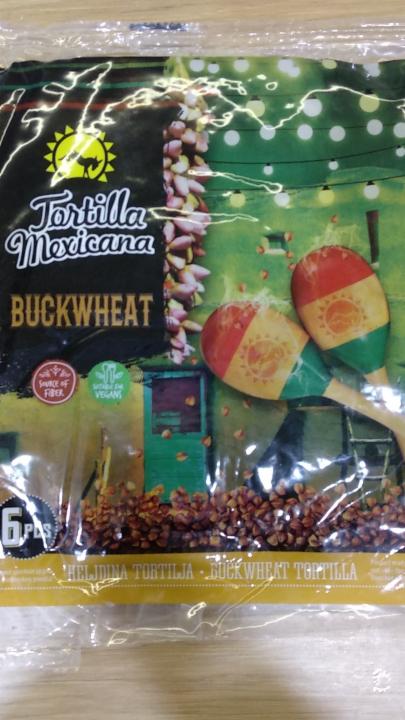 Tortilla
Mexicana
BUCKWHEAT
SOURCE OF
FIBER
SUITABLE FOR
VEGANS
6 PCS
HELJDINA TORTILJA - BUCKWHEAT TORTILLA